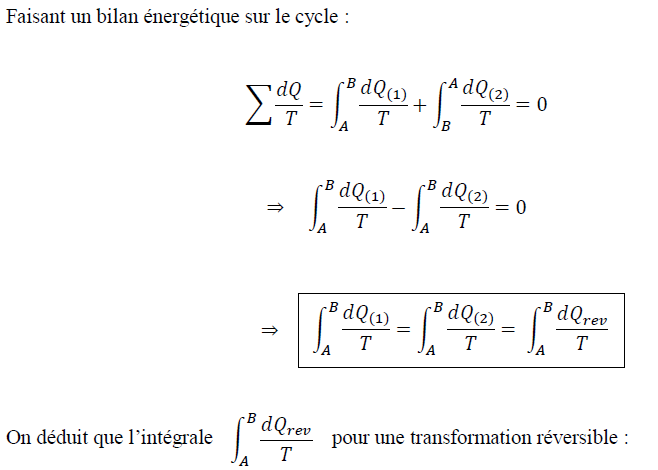 Faisant un bilan énergétique sur le cycle :
∑ dQ/T = ∫_A^B dQ_(1)/T + ∫_B^A dQ_(2)/T = 0
⇒ ∫_A^B dQ_(1)/T − ∫_A^B dQ_(2)/T = 0
⇒ ∫_A^B dQ_(1)/T = ∫_A^B dQ_(2)/T = ∫_A^B dQ_rev/T
On déduit que l’intégrale ∫_A^B dQ_rev/T pour une transformation réversible :